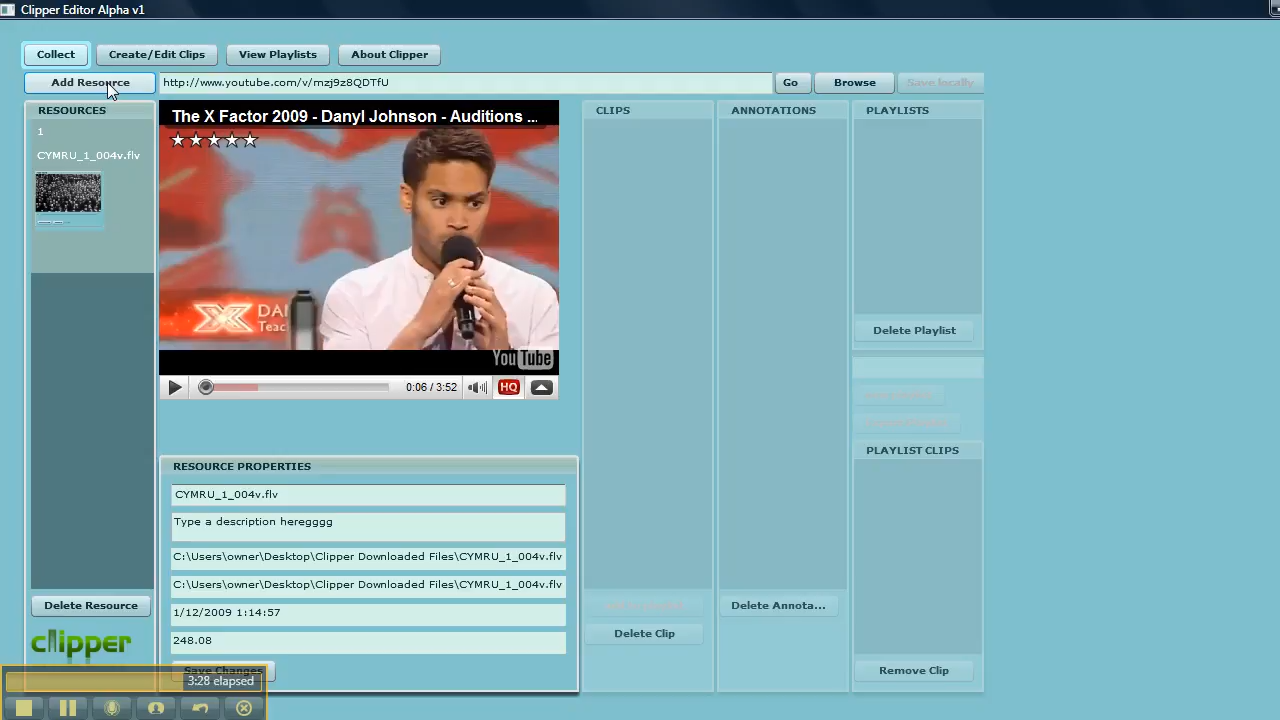 Clipper Editor Alpha v1
Collect
Create/Edit Clips
View Playlists
About Clipper
Add Resource
http://www.youtube.com/v/mzj9z8QDTfU
Go
Browse
Save locally
RESOURCES
1
CYMRU_1_004v.flv
Delete Resource
clipper
The X Factor 2009 - Danyl Johnson - Auditions ...
X
DAN
Teac
YouTube
0:06 / 3:52
HQ
RESOURCE PROPERTIES
CYMRU_1_004v.flv
Type a description heregggg
C:\Users\owner\Desktop\Clipper Downloaded Files\CYMRU_1_004v.flv
C:\Users\owner\Desktop\Clipper Downloaded Files\CYMRU_1_004v.flv
1/12/2009 1:14:57
248.08
Save Changes
3:28 elapsed
CLIPS
Delete Clip
ANNOTATIONS
Delete Annota...
PLAYLISTS
Delete Playlist
PLAYLIST CLIPS
Remove Clip